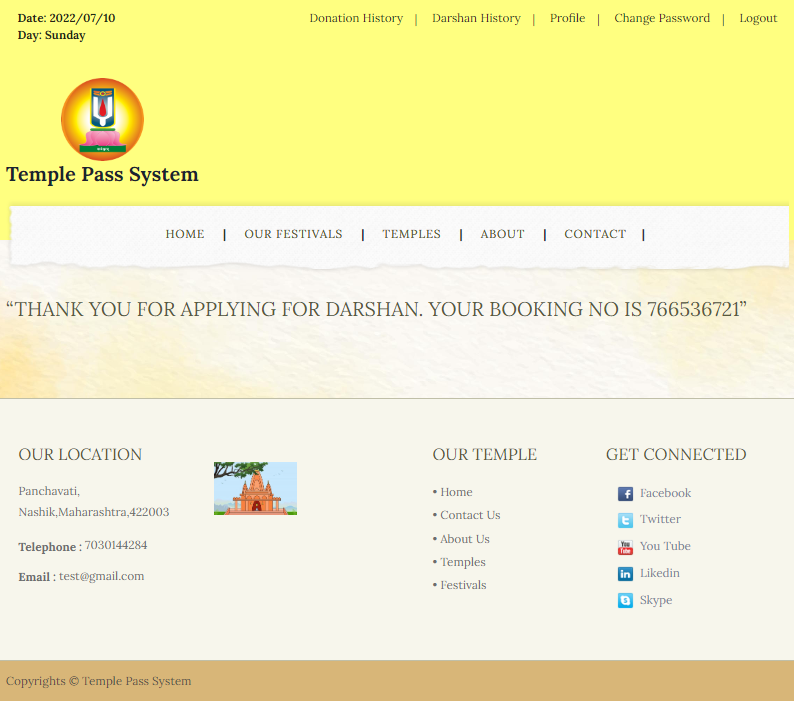 Date: 2022/07/10
Day: Sunday
Donation History | Darshan History | Profile | Change Password | Logout
Temple Pass System
HOME | OUR FESTIVALS | TEMPLES | ABOUT | CONTACT |
“THANK YOU FOR APPLYING FOR DARSHAN. YOUR BOOKING NO IS 766536721”
OUR LOCATION
Panchavati,
Nashik,Maharashtra,422003
Telephone : 7030144284
Email : test@gmail.com
OUR TEMPLE
• Home
• Contact Us
• About Us
• Temples
• Festivals
GET CONNECTED
Facebook
Twitter
You Tube
Likedin
Skype
Copyrights © Temple Pass System